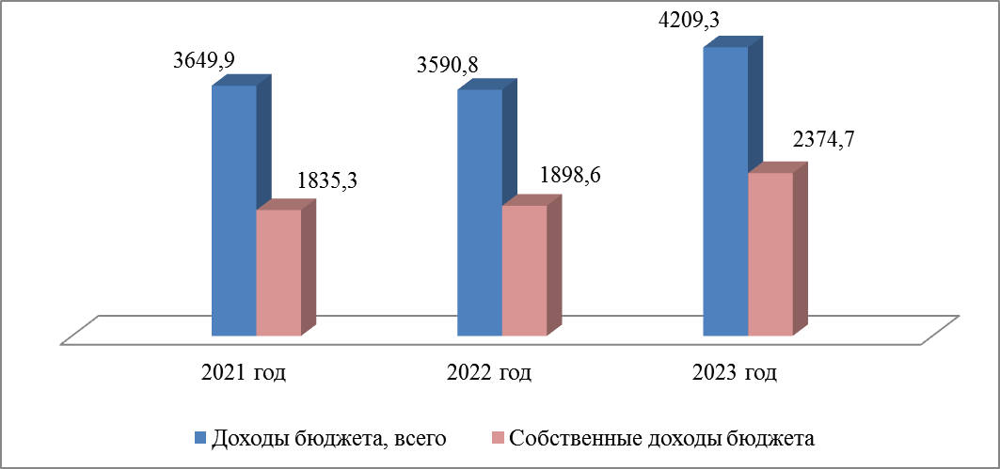 4209,3
3649,9
3590,8
2374,7
1835,3
1898,6
2021 год
2022 год
2023 год
Доходы бюджета, всего
Собственные доходы бюджета